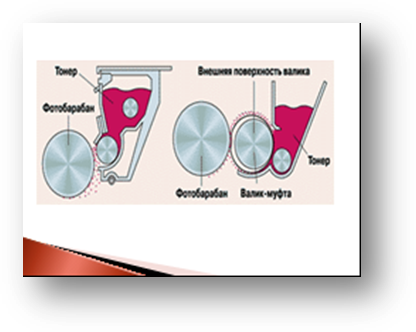 Тонер
Фотобарабан
Внешняя поверхность валика
Тонер
Фотобарабан
Валик-муфта